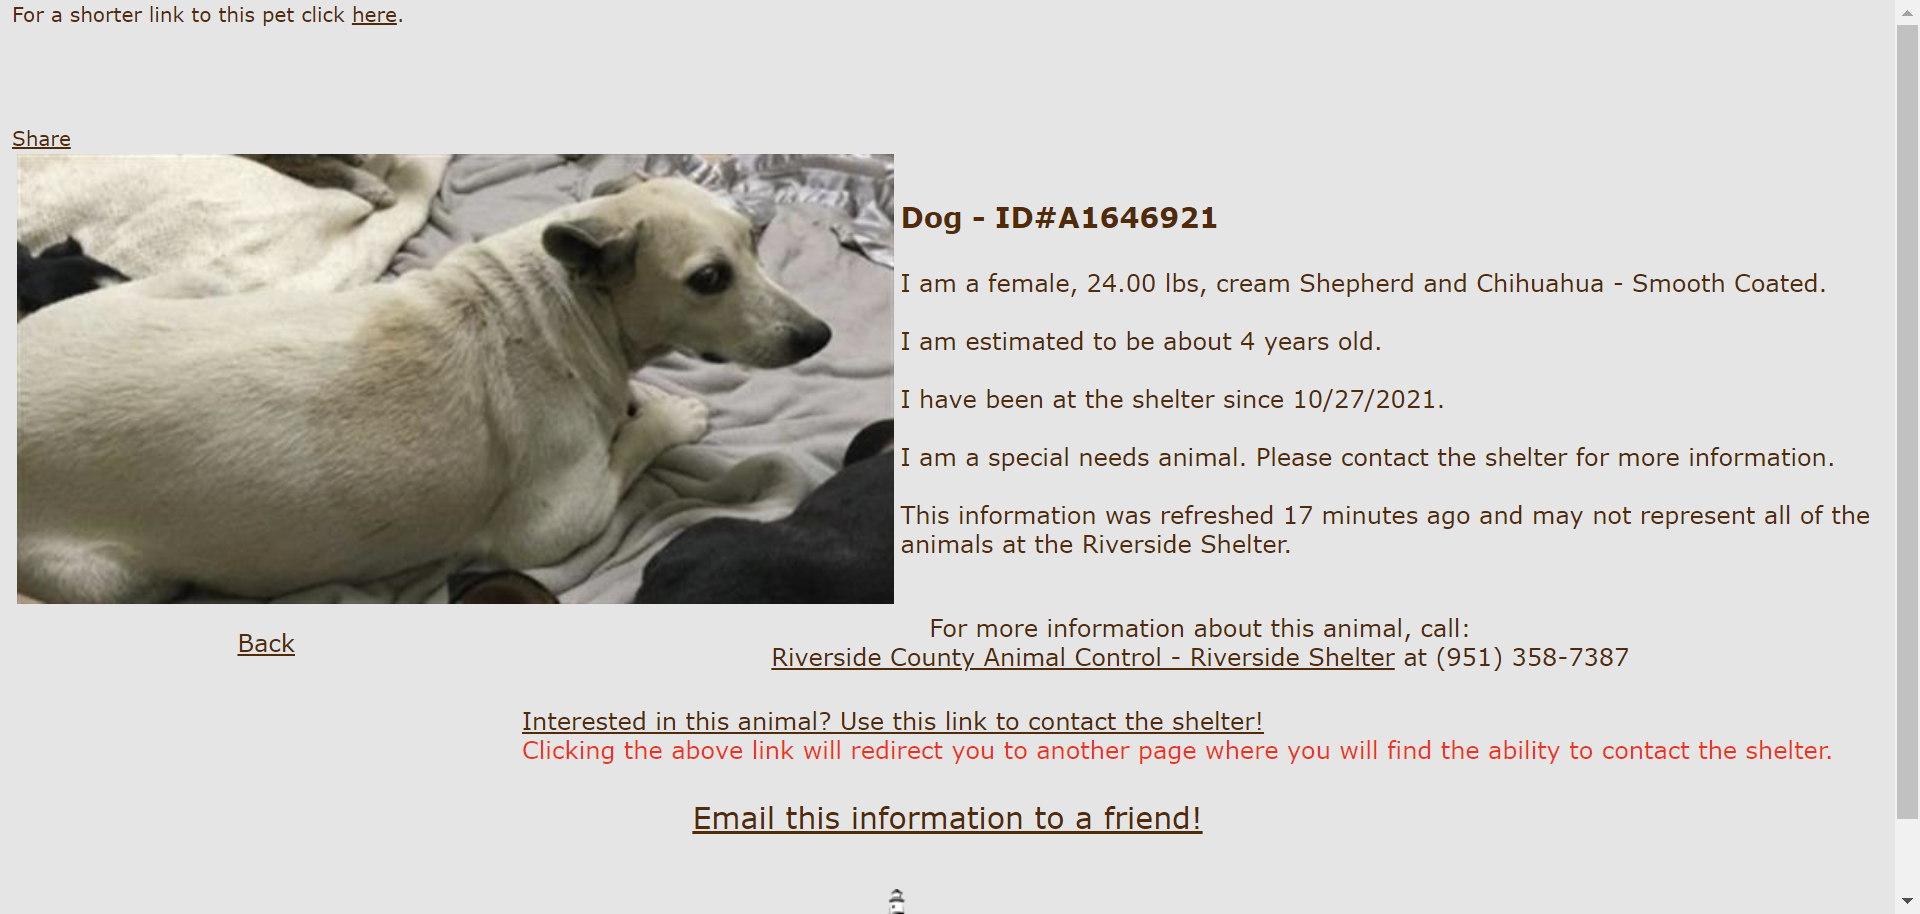 For a shorter link to this pet click here.
Share
Dog - ID#A1646921
I am a female, 24.00 lbs, cream Shepherd and Chihuahua - Smooth Coated.
I am estimated to be about 4 years old.
I have been at the shelter since 10/27/2021.
I am a special needs animal. Please contact the shelter for more information.
This information was refreshed 17 minutes ago and may not represent all of the
animals at the Riverside Shelter.
Back
For more information about this animal, call:
Riverside County Animal Control - Riverside Shelter at (951) 358-7387
Interested in this animal? Use this link to contact the shelter!
Clicking the above link will redirect you to another page where you will find the ability to contact the shelter.
Email this information to a friend!